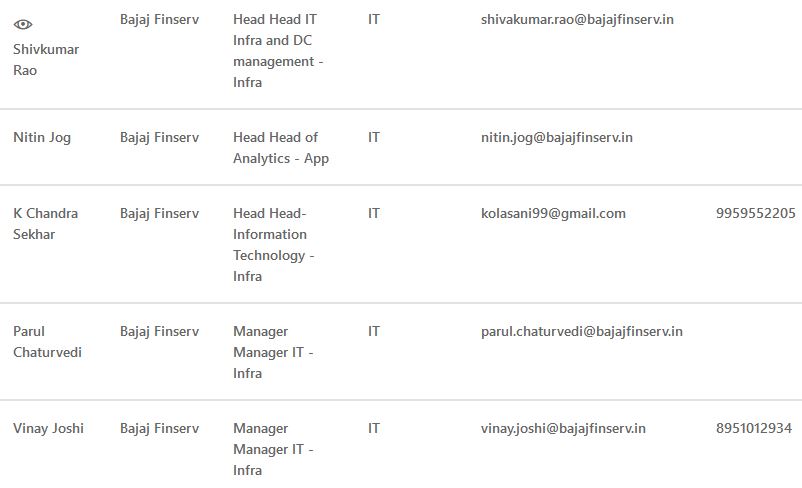 Shivkumar Rao Bajaj Finserv Head Head IT Infra and DC management - Infra IT shivakumar.rao@bajajfinserv.in
Nitin Jog Bajaj Finserv Head Head of Analytics - App IT nitin.jog@bajajfinserv.in
K Chandra Sekhar Bajaj Finserv Head Head-Information Technology - Infra IT kolasani99@gmail.com 9959552205
Parul Chaturvedi Bajaj Finserv Manager Manager IT - Infra IT parul.chaturvedi@bajajfinserv.in
Vinay Joshi Bajaj Finserv Manager Manager IT - Infra IT vinay.joshi@bajajfinserv.in 8951012934